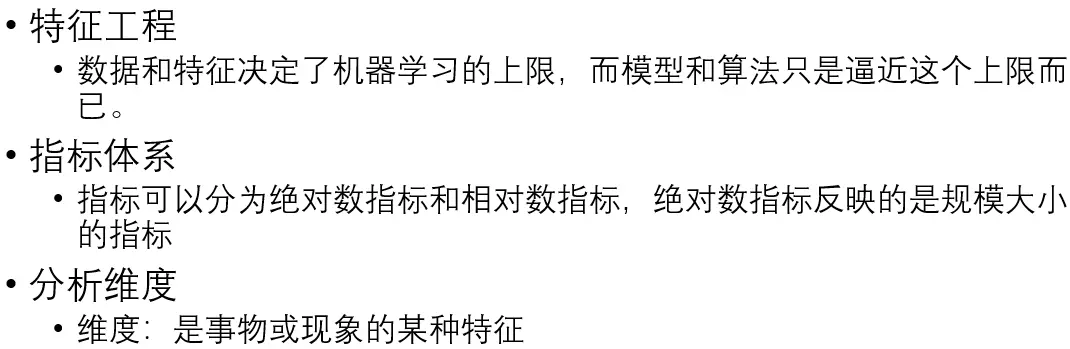 • 特征工程
• 数据和特征决定了机器学习的上限，而模型和算法只是逼近这个上限而
已。
• 指标体系
• 指标可以分为绝对数指标和相对数指标，绝对数指标反映的是规模大小
的指标
• 分析维度
• 维度：是事物或现象的某种特征